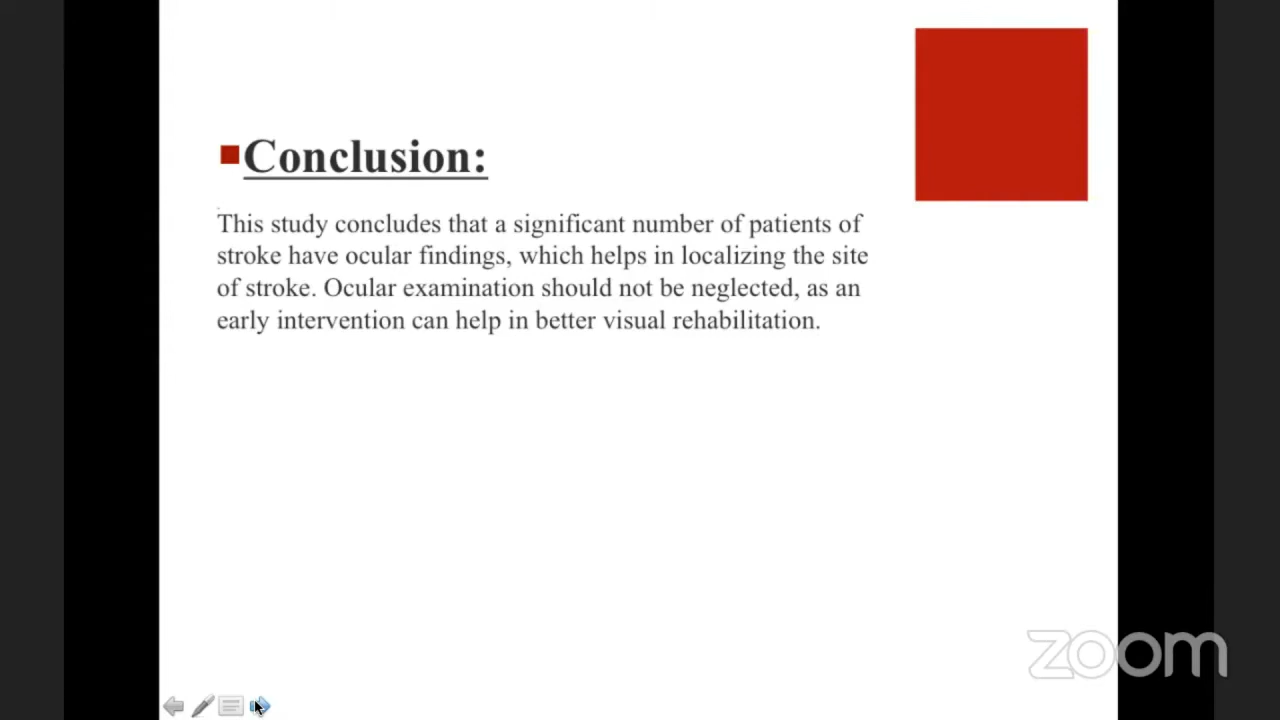 Conclusion:
This study concludes that a significant number of patients of
stroke have ocular findings, which helps in localizing the site
of stroke. Ocular examination should not be neglected, as an
early intervention can help in better visual rehabilitation.
zoom